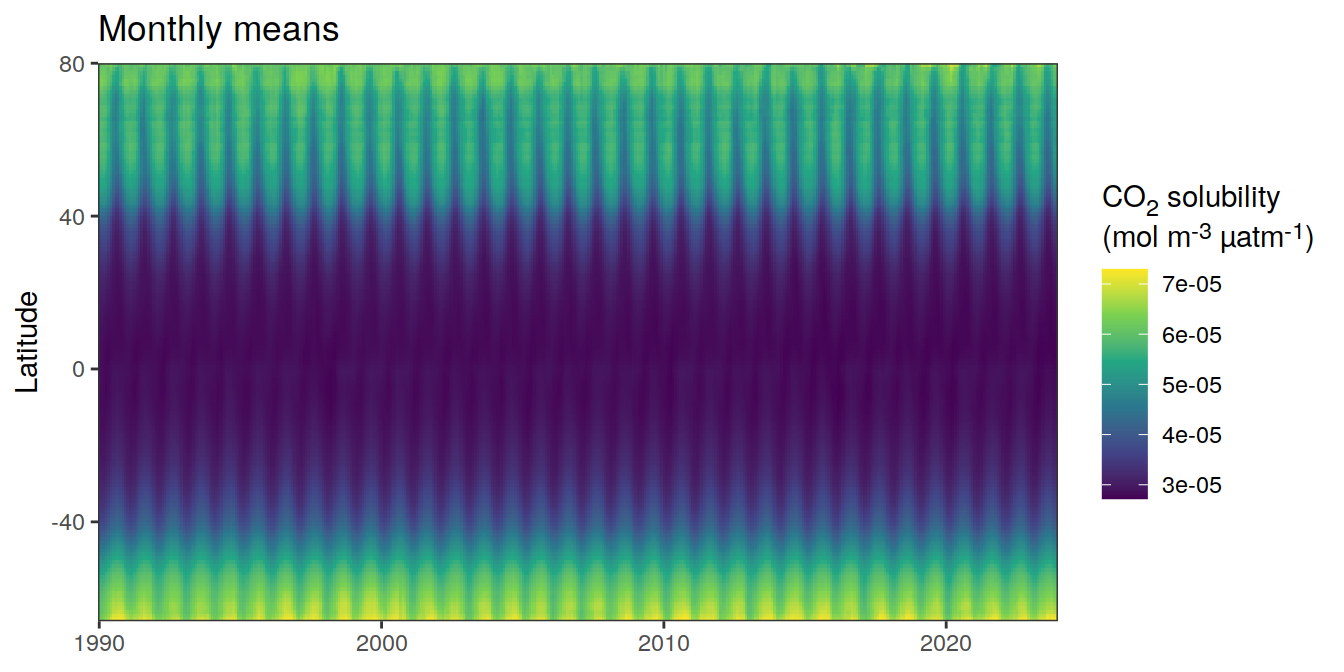 Monthly means
80
40
0
-40
Latitude
1990 2000 2010 2020
CO₂ solubility
(mol m⁻³ µatm⁻¹)
7e-05
6e-05
5e-05
4e-05
3e-05